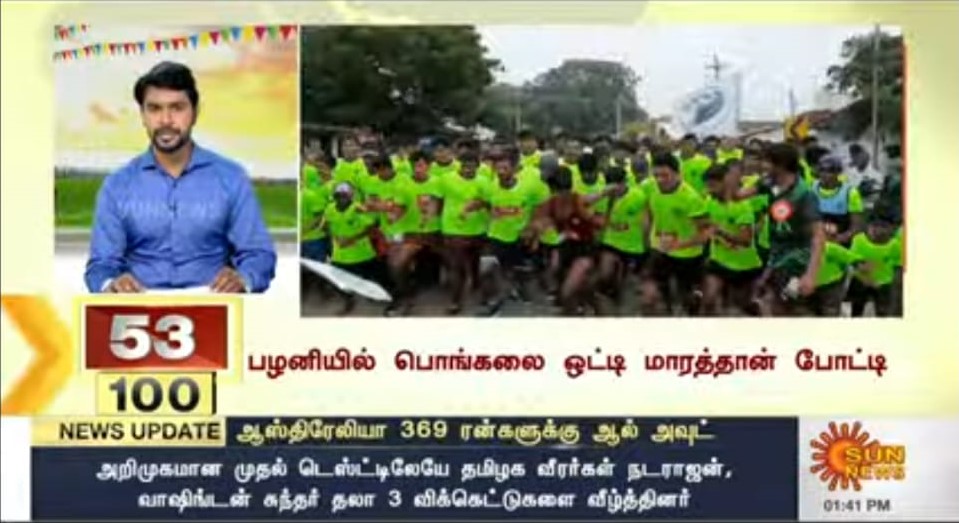 53
100
பழனியில் பொங்கலை ஒட்டி மாரத்தான் போட்டி
NEWS UPDATE
ஆஸ்திரேலியா 369 ரன்களுக்கு ஆல் அவுட்
அறிமுகமான முதல் டெஸ்ட்டிலேயே தமிழக வீரர்கள் நடராஜன்,
வாஷிங்டன் சுந்தர் தலா 3 விக்கெட்டுகளை வீழ்த்தினர்
SUN
NEWS
01:41 PM